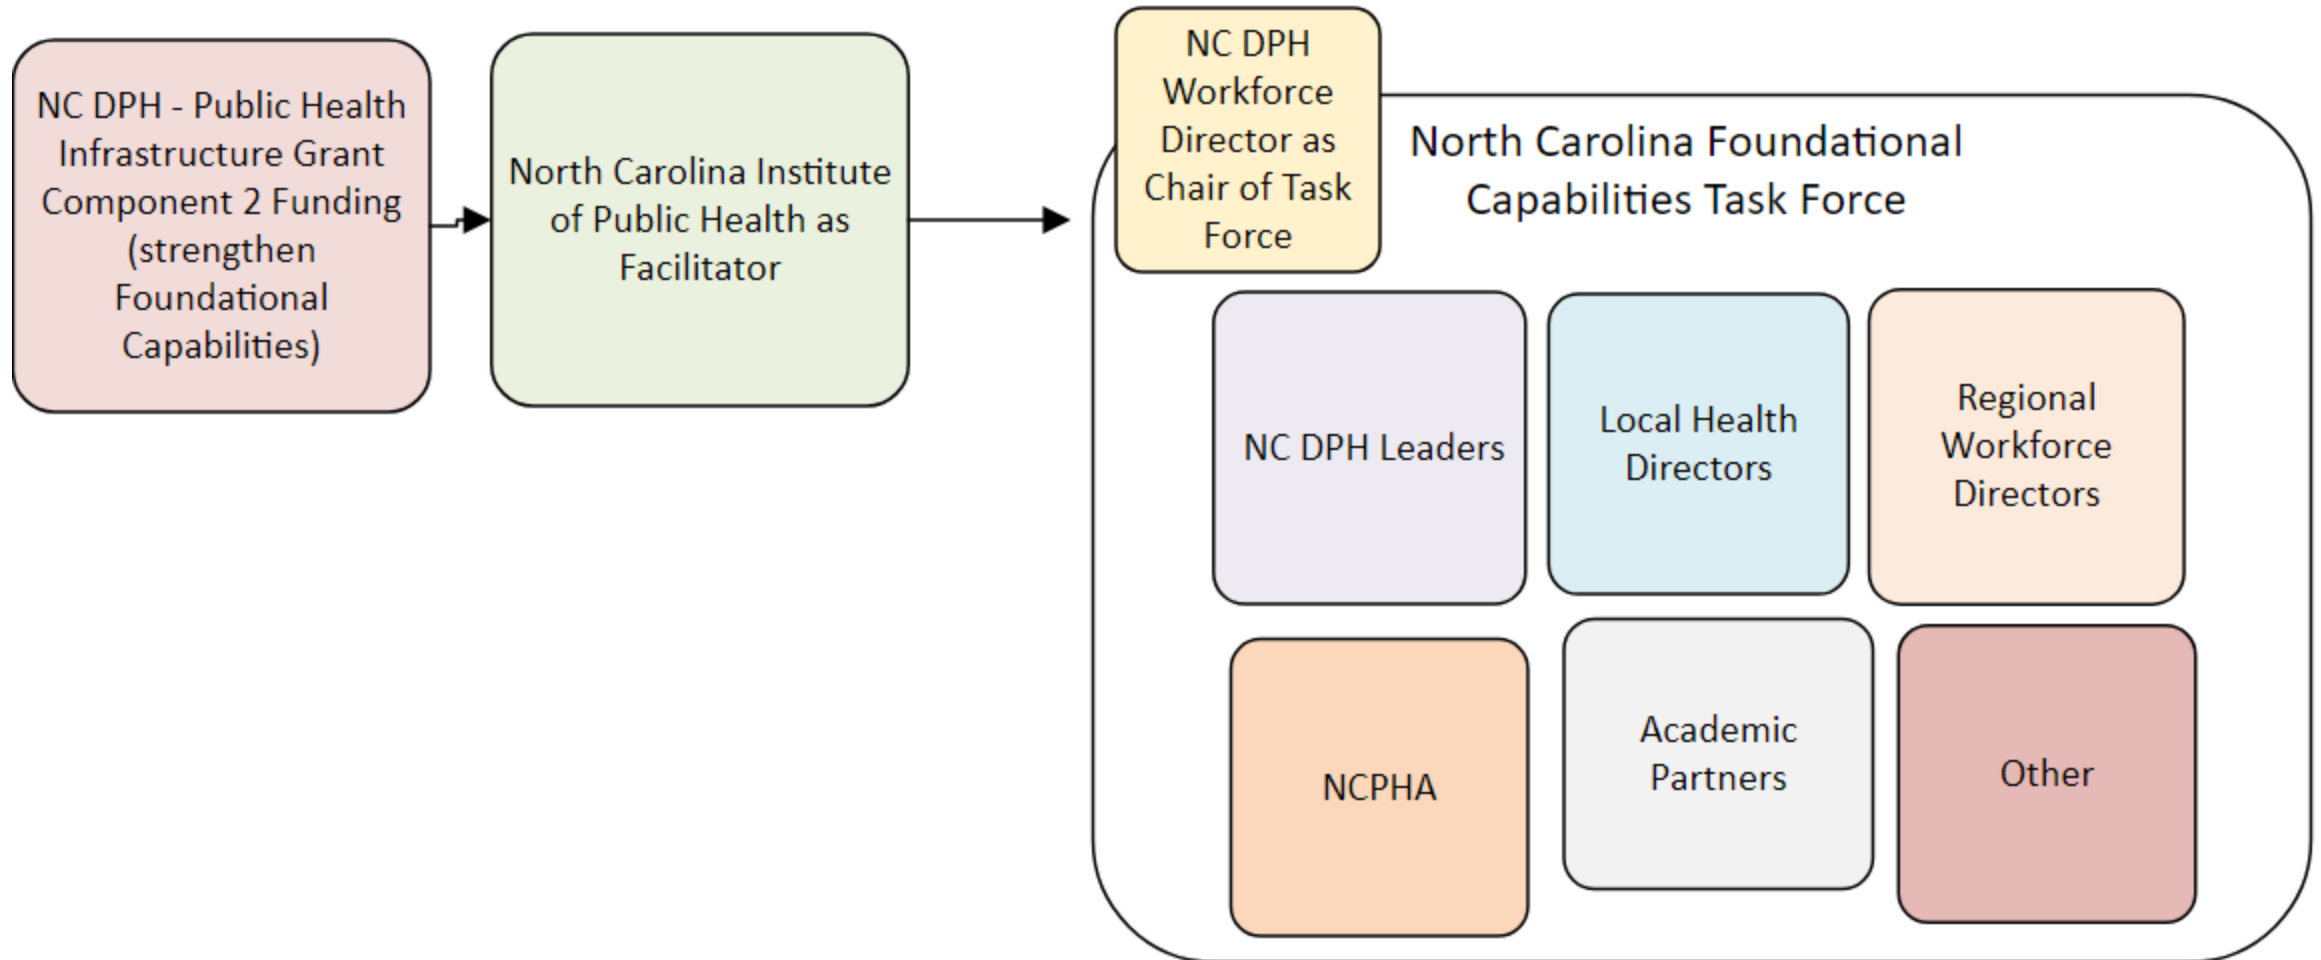 NC DPH - Public Health
Infrastructure Grant
Component 2 Funding
(strengthen
Foundational
Capabilities)
North Carolina Institute
of Public Health as
Facilitator
NC DPH
Workforce
Director as
Chair of Task
Force
North Carolina Foundational
Capabilities Task Force
NC DPH Leaders
Local Health
Directors
Regional
Workforce
Directors
NCPHA
Academic
Partners
Other